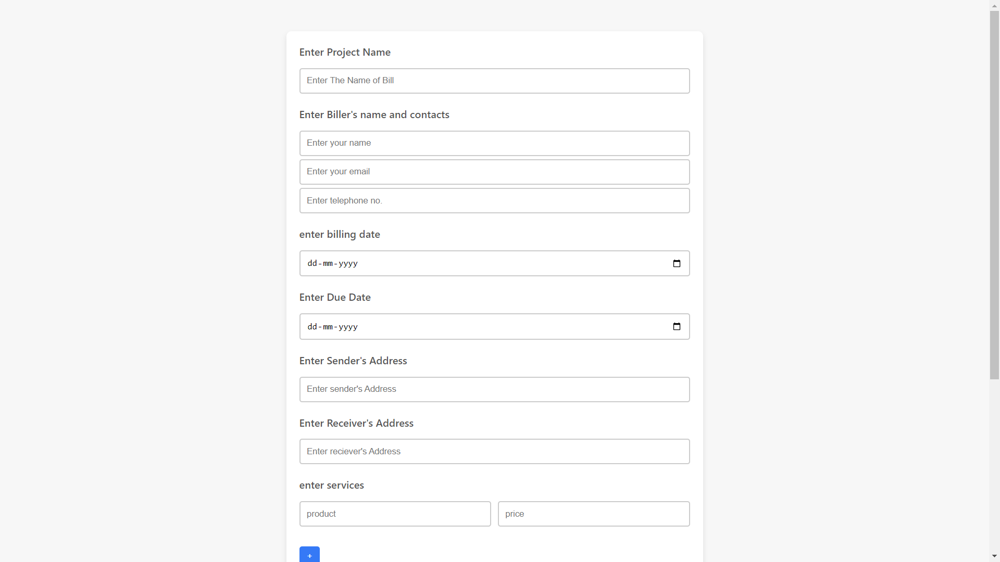 Enter Project Name
Enter The Name of Bill
Enter Biller's name and contacts
Enter your name
Enter your email
Enter telephone no.
enter billing date
dd-mm-yyyy
Enter Due Date
dd-mm-yyyy
Enter Sender's Address
Enter sender's Address
Enter Receiver's Address
Enter reciever's Address
enter services
product price
+